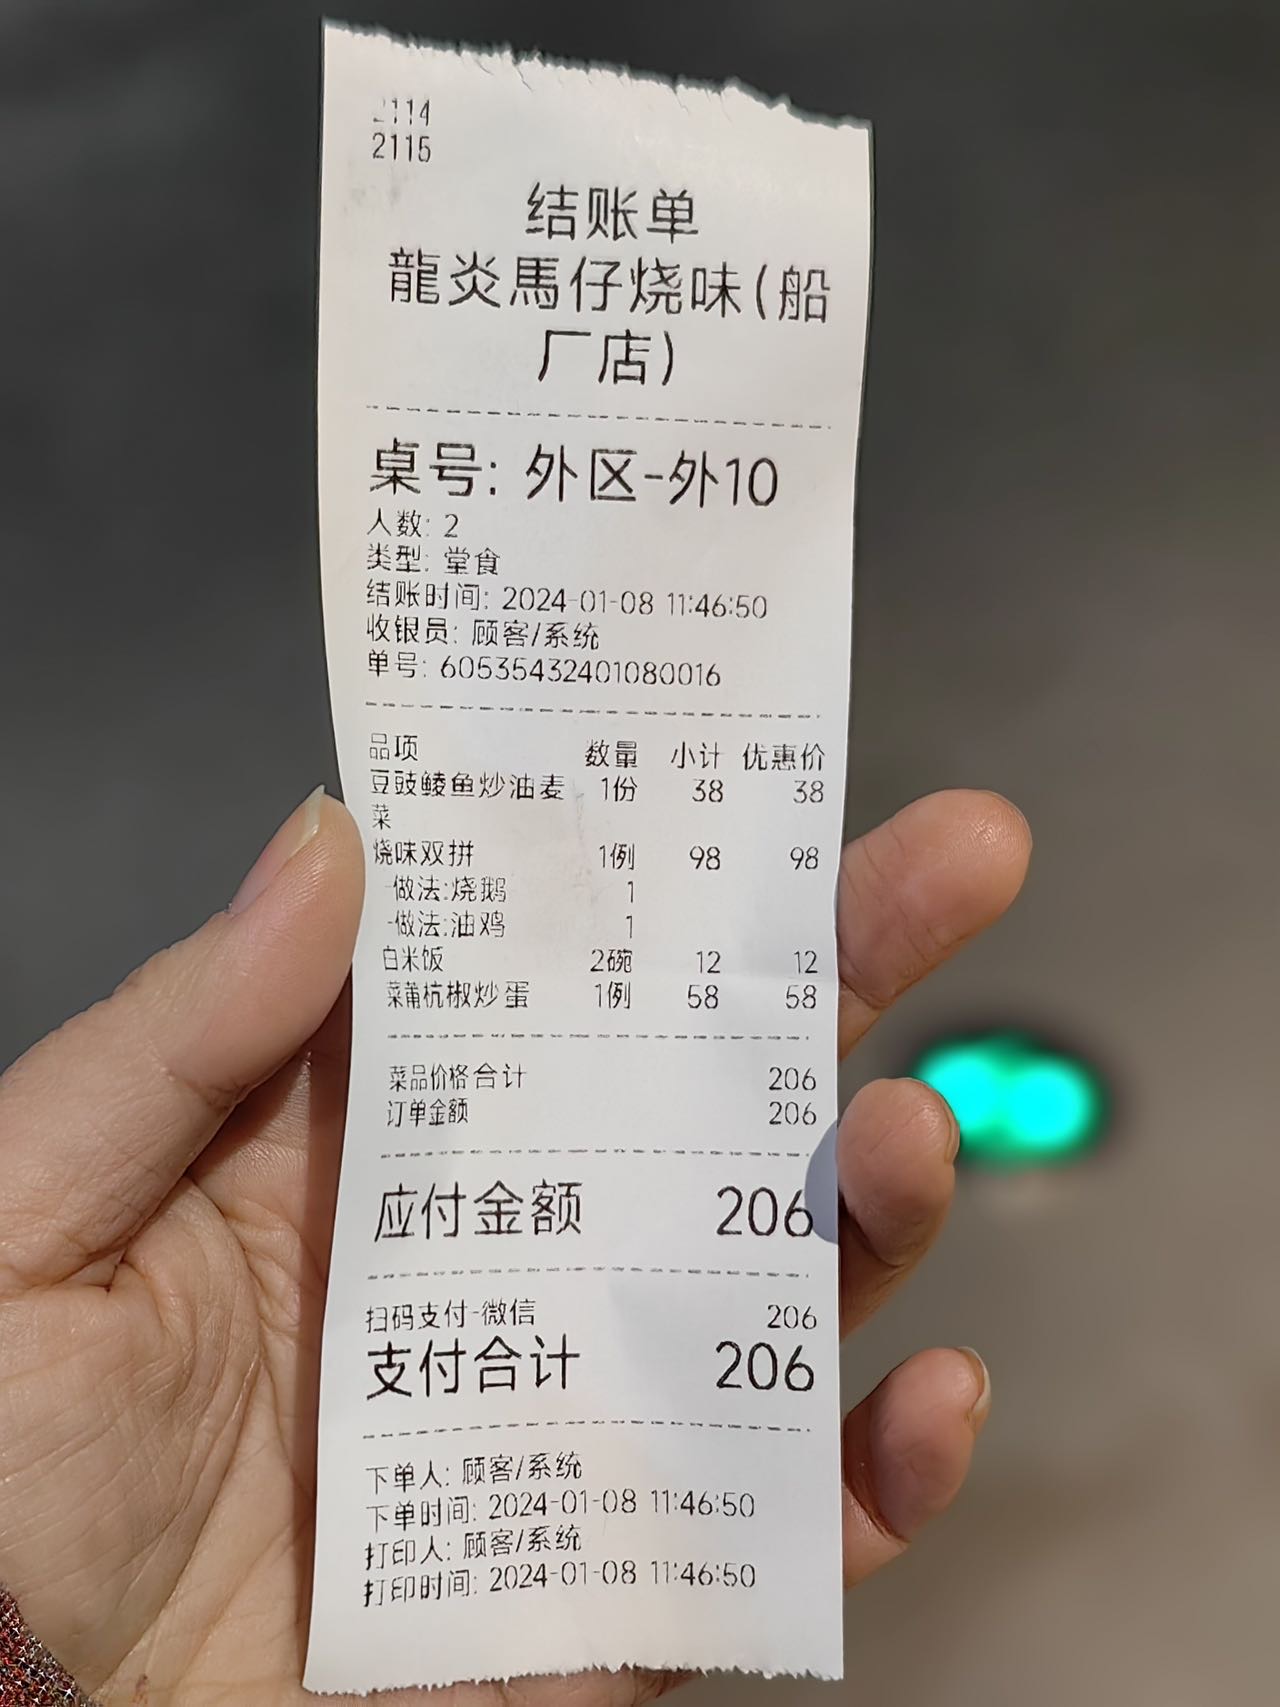 2114
2115
结账单
龍炎馬仔烧味(船
厂店)
桌号: 外区-外10
人数: 2
类型: 堂食
结账时间: 2024-01-08 11:46:50
收银员: 顾客/系统
单号: 60535432401080016
品项 数量 小计 优惠价
豆豉鲮鱼炒油麦 1份 38 38
菜
烧味双拼 1例 98 98
-做法:烧鹅 1
-做法:油鸡 1
白米饭 2碗 12 12
菜莆杭椒炒蛋 1例 58 58
菜品价格合计 206
订单金额 206
应付金额 206
扫码支付-微信 206
支付合计 206
下单人: 顾客/系统
下单时间: 2024-01-08 11:46:50
打印人: 顾客/系统
打印时间: 2024-01-08 11:46:50